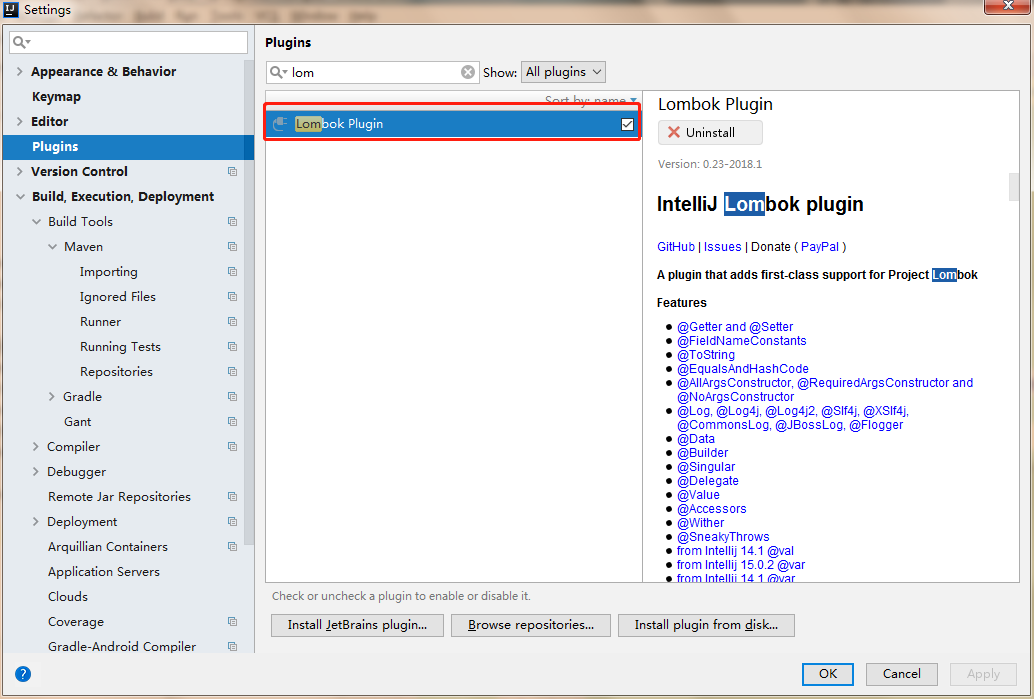 Settings
Plugins
lom
Show: All plugins
Appearance & Behavior
Keymap
Editor
Plugins
Version Control
Build, Execution, Deployment
Build Tools
Maven
Importing
Ignored Files
Runner
Running Tests
Repositories
Gradle
Gant
Compiler
Debugger
Remote Jar Repositories
Deployment
Arquillian Containers
Application Servers
Clouds
Coverage
Gradle-Android Compiler
Sort by: name
Lombok Plugin
Lombok Plugin
Uninstall
Version: 0.23-2018.1
IntelliJ Lombok plugin
GitHub | Issues | Donate ( PayPal )
A plugin that adds first-class support for Project Lombok
Features
@Getter and @Setter
@FieldNameConstants
@ToString
@EqualsAndHashCode
@AllArgsConstructor, @RequiredArgsConstructor and
@NoArgsConstructor
@Log, @Log4j, @Log4j2, @Slf4j, @XSlf4j,
@CommonsLog, @JBossLog, @Flogger
@Data
@Builder
@Singular
@Delegate
@Value
@Accessors
@Wither
@SneakyThrows
from Intellij 14.1 @val
from Intellij 15.0.2 @var
from Intellij 14.1 @var
Check or uncheck a plugin to enable or disable it.
Install JetBrains plugin...
Browse repositories...
Install plugin from disk...
?
OK
Cancel
Apply